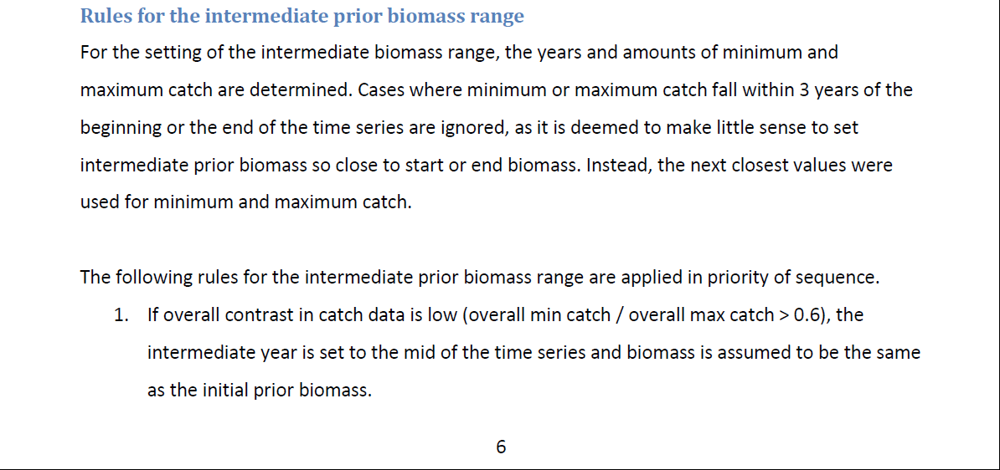 Rules for the intermediate prior biomass range
For the setting of the intermediate biomass range, the years and amounts of minimum and
maximum catch are determined. Cases where minimum or maximum catch fall within 3 years of the
beginning or the end of the time series are ignored, as it is deemed to make little sense to set
intermediate prior biomass so close to start or end biomass. Instead, the next closest values were
used for minimum and maximum catch.
The following rules for the intermediate prior biomass range are applied in priority of sequence.
1. If overall contrast in catch data is low (overall min catch / overall max catch > 0.6), the
intermediate year is set to the mid of the time series and biomass is assumed to be the same
as the initial prior biomass.
6